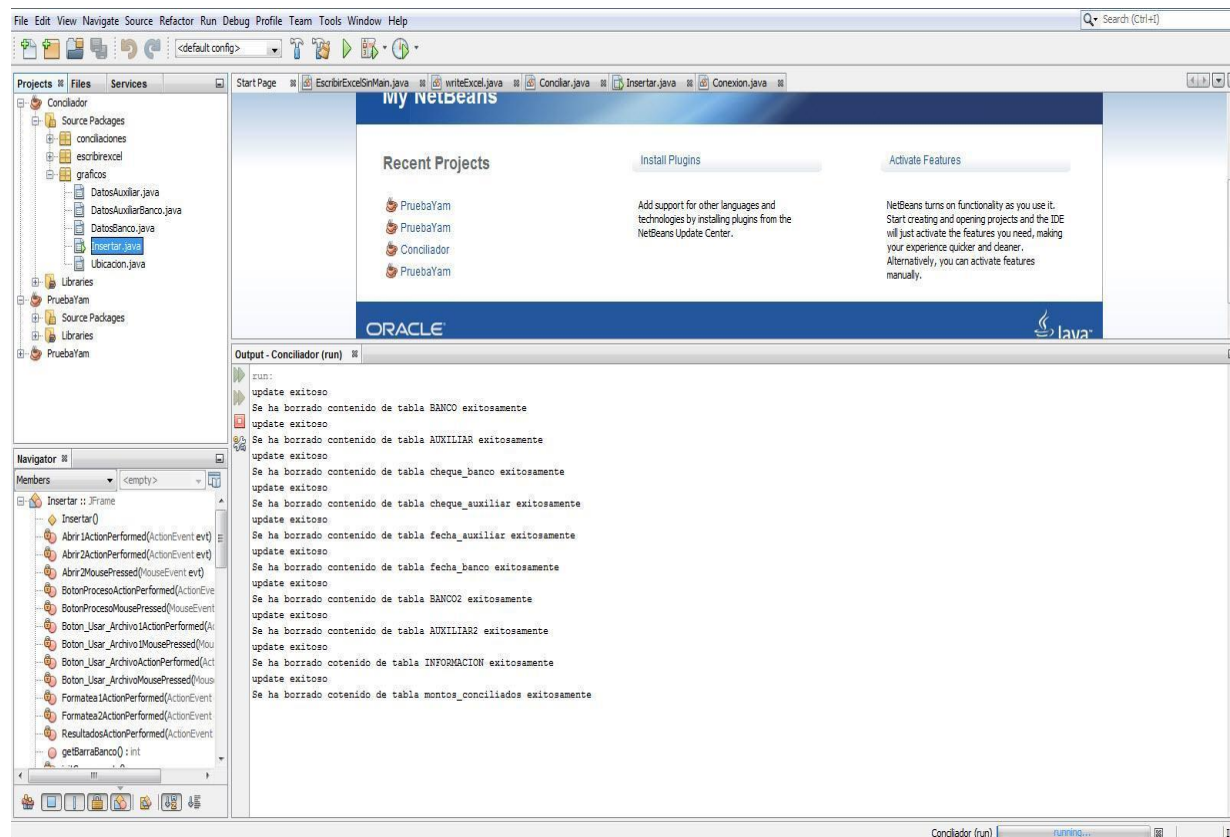 File Edit View Navigate Source Refactor Run Debug Profile Team Tools Window Help
Search (Ctrl+I)
<default config>
Projects Files Services
Conciliador
Source Packages
conciliaciones
escribirexcel
graficos
DatosAuxiliar.java
DatosAuxiliarBanco.java
DatosBanco.java
Insertar.java
Ubicacion.java
Libraries
PruebaYam
Source Packages
Libraries
PruebaYam
Start Page EscribirExcelSinMain.java writeExcel.java Conciliar.java Insertar.java Conexion.java
My NetBeans
Recent Projects
PruebaYam
PruebaYam
Conciliador
PruebaYam
Install Plugins
Add support for other languages and
technologies by installing plugins from the
NetBeans Update Center.
Activate Features
NetBeans turns on functionality as you use it.
Start creating and opening projects and the IDE
will just activate the features you need, making
your experience quicker and cleaner.
Alternatively, you can activate features
manually.
ORACLE
Java
Output - Conciliador (run)
run:
update exitoso
Se ha borrado contenido de tabla BANCO exitosamente
update exitoso
Se ha borrado contenido de tabla AUXILIAR exitosamente
update exitoso
Se ha borrado contenido de tabla cheque_banco exitosamente
update exitoso
Se ha borrado contenido de tabla cheque_auxiliar exitosamente
update exitoso
Se ha borrado contenido de tabla fecha_auxiliar exitosamente
update exitoso
Se ha borrado contenido de tabla fecha_banco exitosamente
update exitoso
Se ha borrado contenido de tabla BANCO2 exitosamente
update exitoso
Se ha borrado contenido de tabla AUXILIAR2 exitosamente
update exitoso
Se ha borrado cotenido de tabla INFORMACION exitosamente
update exitoso
Se ha borrado cotenido de tabla montos_conciliados exitosamente
Navigator
Members <empty>
Insertar :: JFrame
Insertar()
Abrir1ActionPerformed(ActionEvent evt)
Abrir2ActionPerformed(ActionEvent evt)
Abrir2MousePressed(MouseEvent evt)
BotonProcesoActionPerformed(ActionEve
BotonProcesoMousePressed(MouseEvent
Boton_Usar_Archivo1ActionPerformed(A
Boton_Usar_Archivo1MousePressed(Mou
Boton_Usar_ArchivoActionPerformed(Act
Boton_Usar_ArchivoMousePressed(Mous
Formatea1ActionPerformed(ActionEvent
Formatea2ActionPerformed(ActionEvent
ResultadosActionPerformed(ActionEvent
getBarraBanco() : int
Conciliador (run) running...